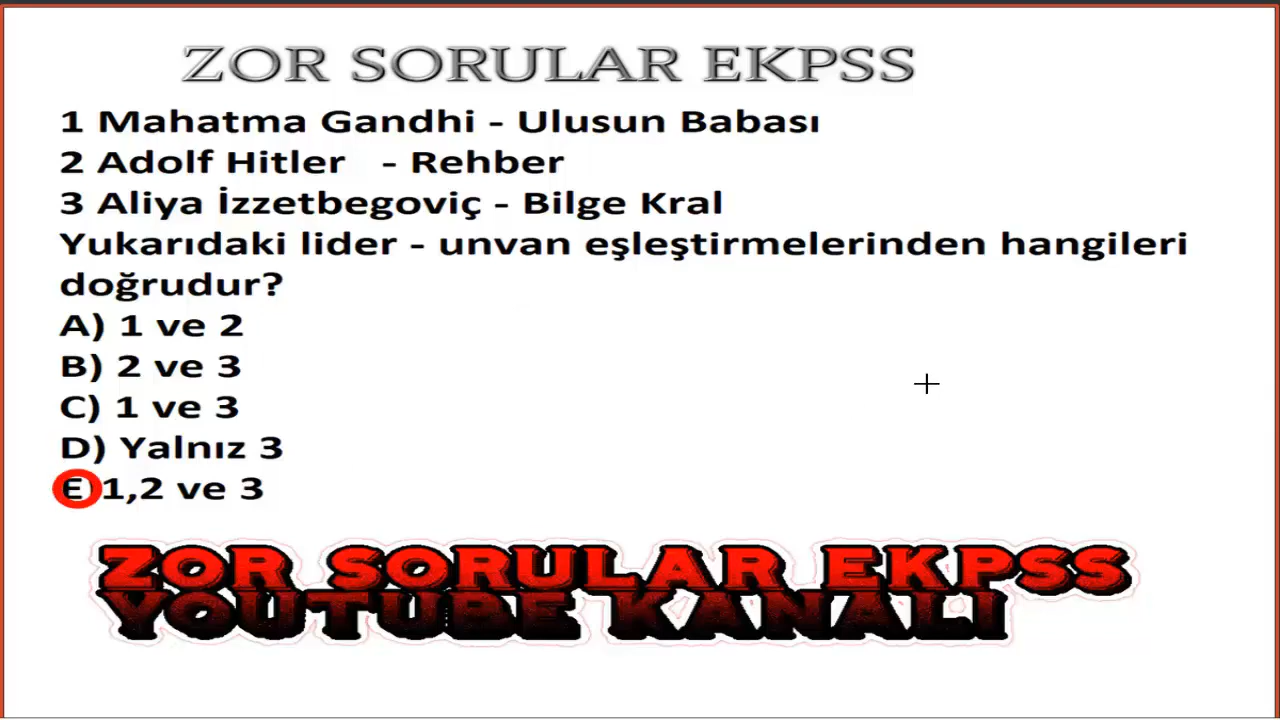 ZOR SORULAR EKPSS
1 Mahatma Gandhi - Ulusun Babası
2 Adolf Hitler - Rehber
3 Aliya İzzetbegoviç - Bilge Kral
Yukarıdaki lider - unvan eşleştirmelerinden hangileri
doğrudur?
A) 1 ve 2
B) 2 ve 3
C) 1 ve 3
D) Yalnız 3
E) 1,2 ve 3
ZOR SORULAR EKPSS
YOUTUBE KANALI